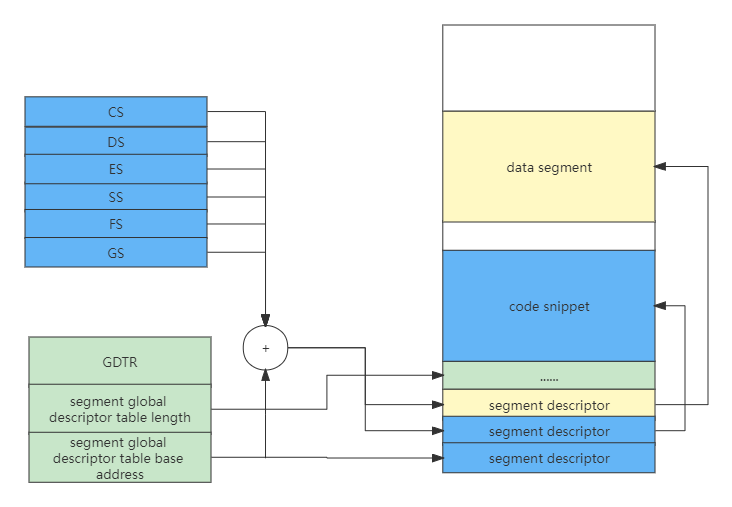 CS
DS
ES
SS
FS
GS
+
GDTR
segment global
descriptor table length
segment global
descriptor table base
address
data segment
code snippet
......
segment descriptor
segment descriptor
segment descriptor